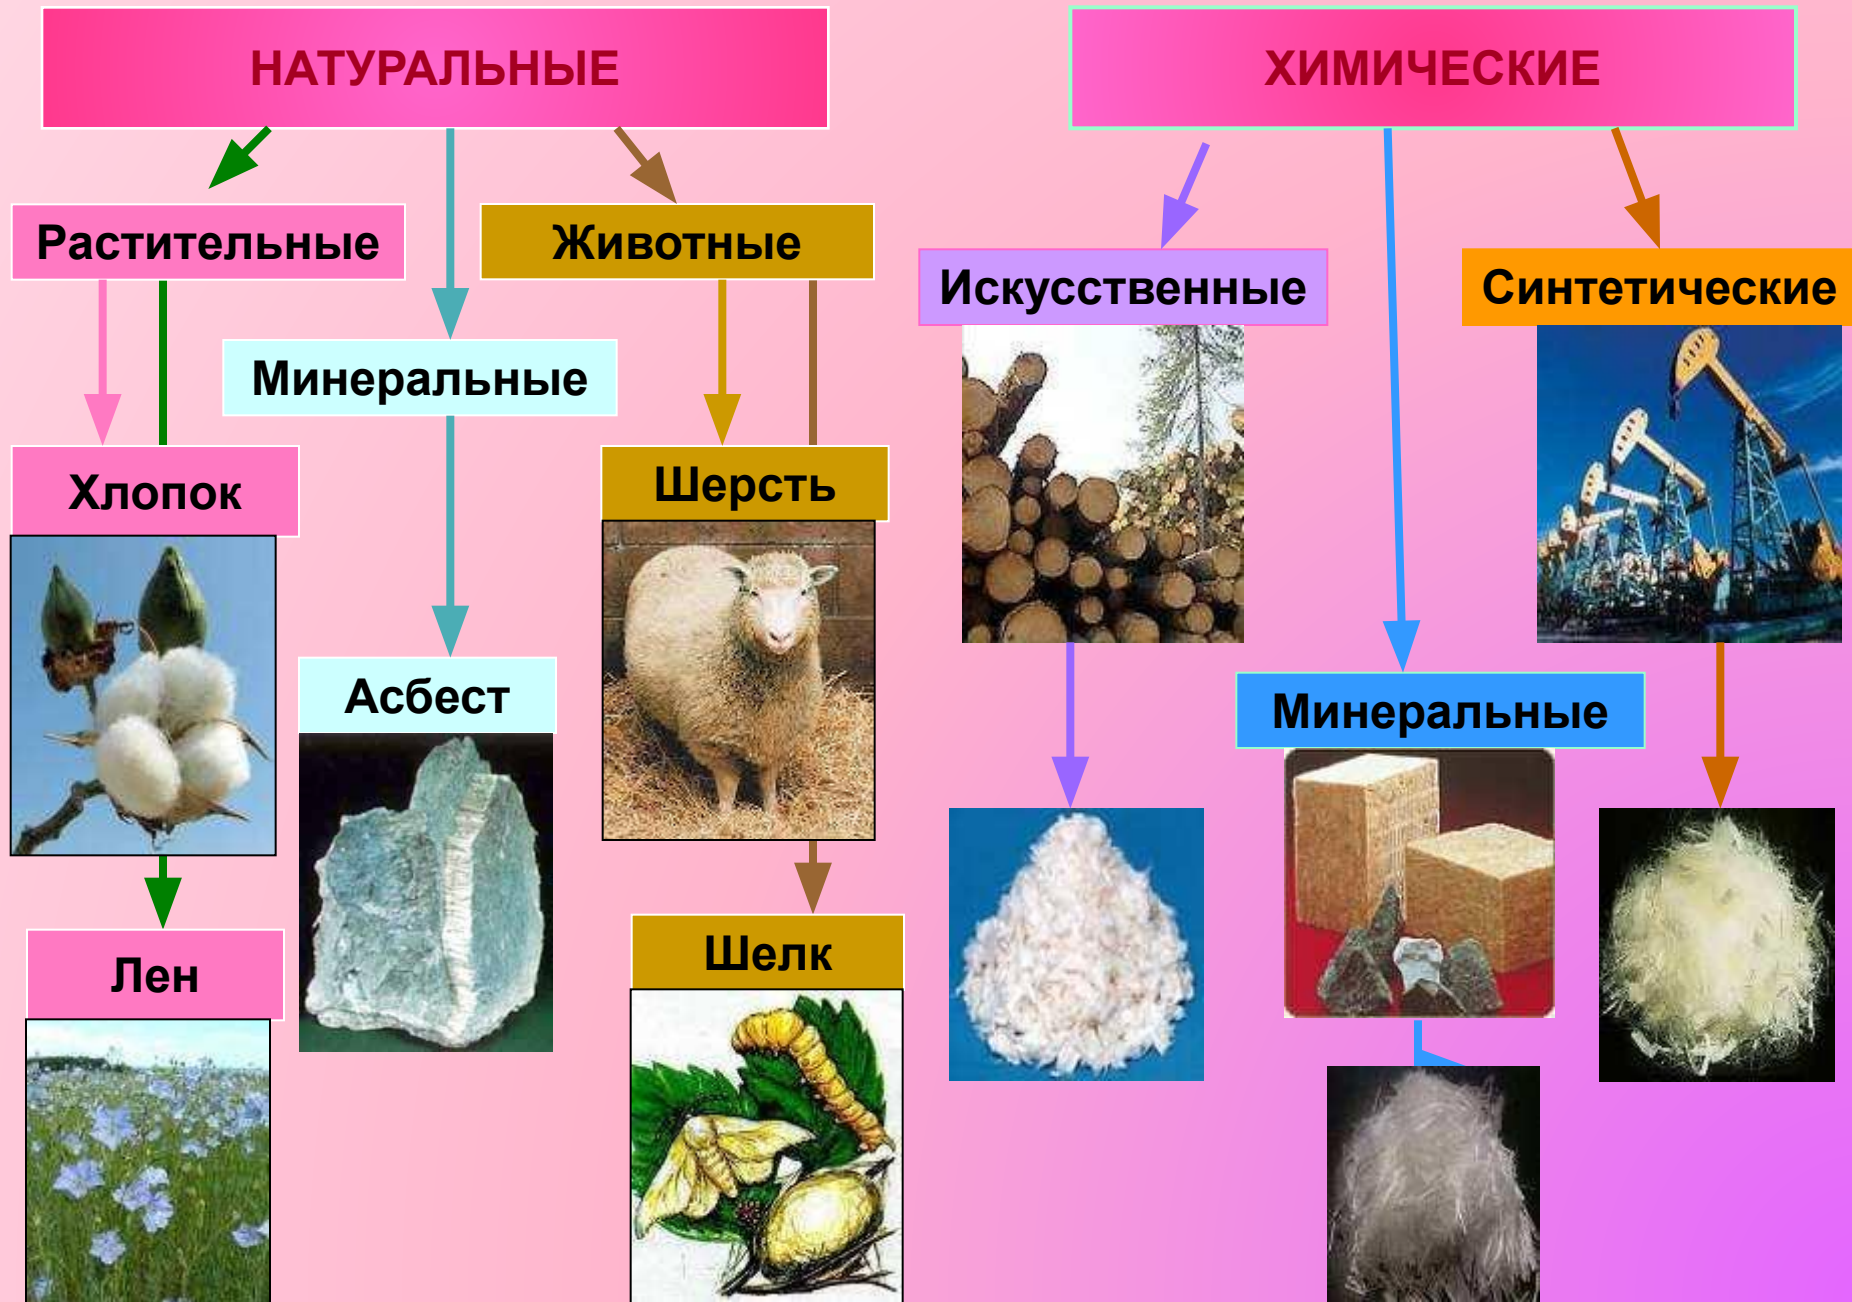 НАТУРАЛЬНЫЕ
ХИМИЧЕСКИЕ
Растительные
Животные
Искусственные
Синтетические
Минеральные
Хлопок
Шерсть
Асбест
Минеральные
Лен
Шелк